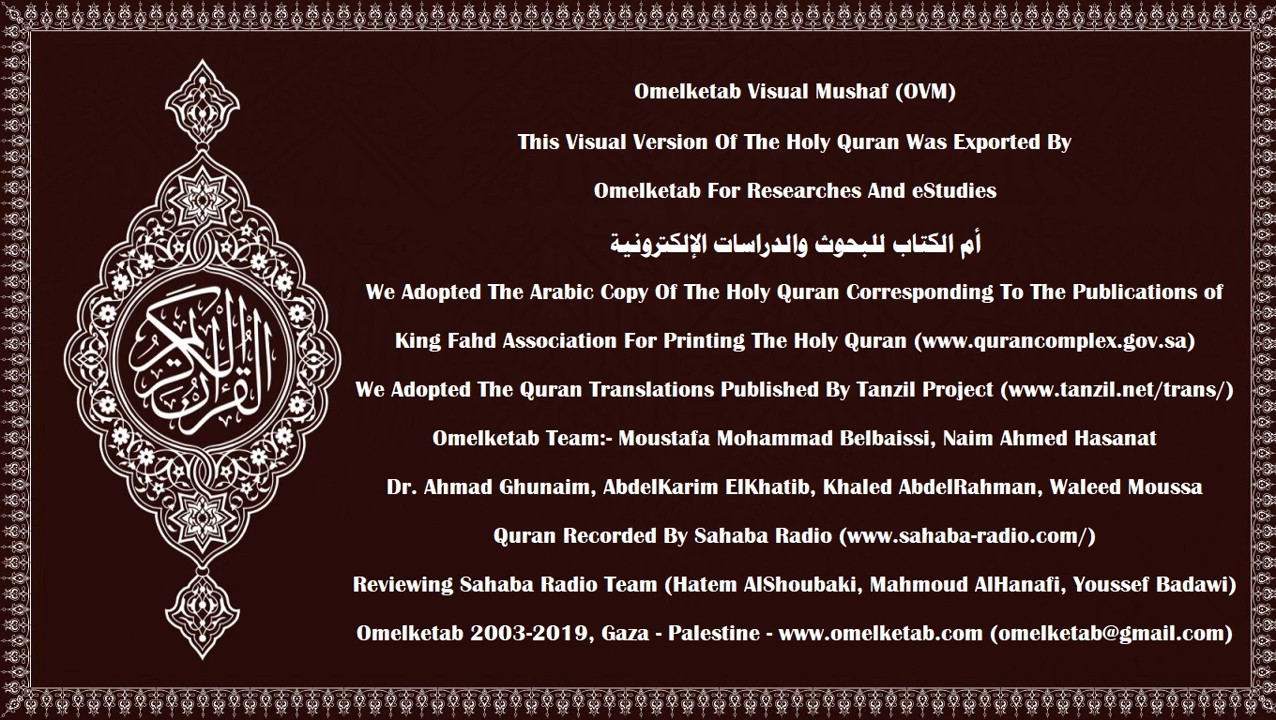 Omelketab Visual Mushaf (OVM)
This Visual Version Of The Holy Quran Was Exported By
Omelketab For Researches And eStudies
أم الكتاب للبحوث والدراسات الإلكترونية
We Adopted The Arabic Copy Of The Holy Quran Corresponding To The Publications of
King Fahd Association For Printing The Holy Quran (www.qurancomplex.gov.sa)
We Adopted The Quran Translations Published By Tanzil Project (www.tanzil.net/trans/)
Omelketab Team:- Moustafa Mohammad Belbaissi, Naim Ahmed Hasanat
Dr. Ahmad Ghunaim, AbdelKarim ElKhatib, Khaled AbdelRahman, Waleed Moussa
Quran Recorded By Sahaba Radio (www.sahaba-radio.com/)
Reviewing Sahaba Radio Team (Hatem AlShoubaki, Mahmoud AlHanafi, Youssef Badawi)
Omelketab 2003-2019, Gaza - Palestine - www.omelketab.com (omelketab@gmail.com)
القرآن الكريم